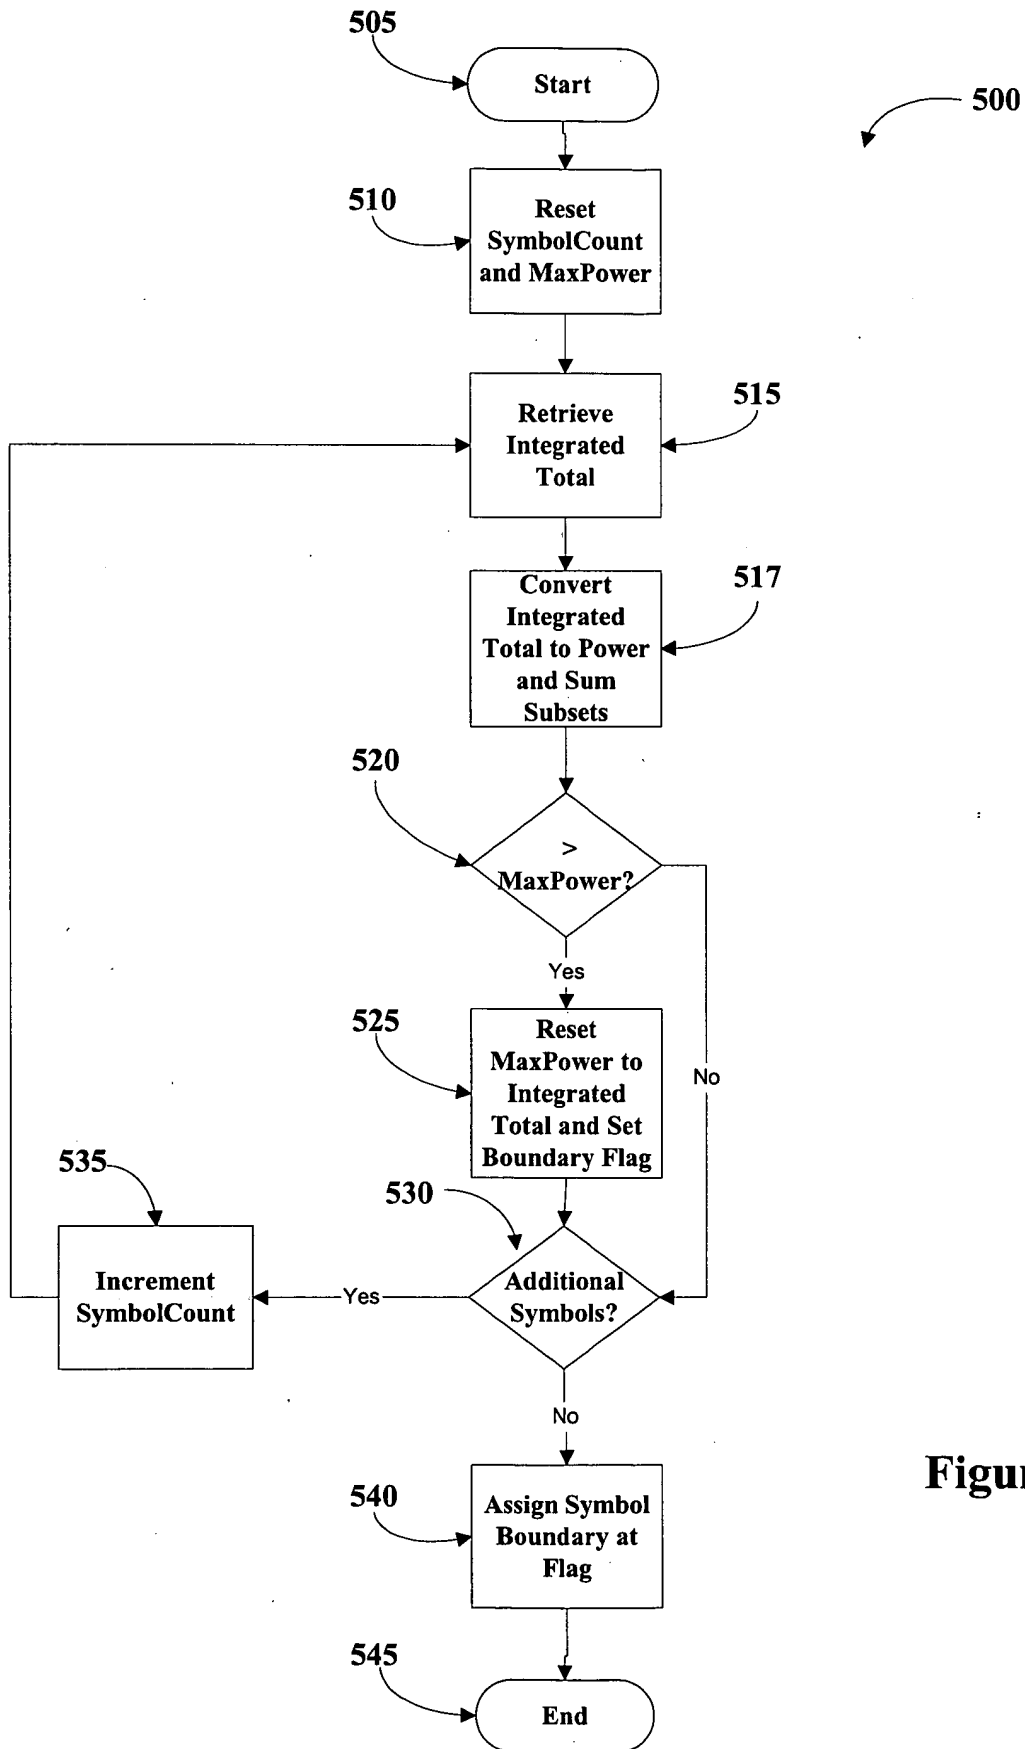 505
Start
500
510
Reset
SymbolCount
and MaxPower
515
Retrieve
Integrated
Total
517
Convert
Integrated
Total to Power
and Sum
Subsets
520
>
MaxPower?
Yes
No
525
Reset
MaxPower to
Integrated
Total and Set
Boundary Flag
535
530
Increment
SymbolCount
Yes
Additional
Symbols?
No
Figur
540
Assign Symbol
Boundary at
Flag
545
End